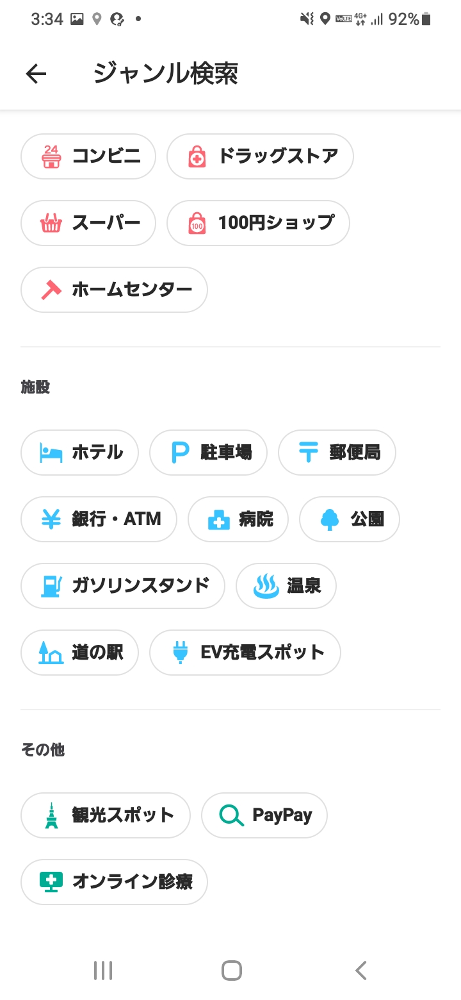 3:34 VoLTE 4G+ 92%
ジャンル検索
24 コンビニ ドラッグストア
スーパー 100 100円ショップ
ホームセンター
施設
ホテル P 駐車場 〒 郵便局
¥ 銀行・ATM 病院 公園
ガソリンスタンド 温泉
道の駅 EV充電スポット
その他
観光スポット PayPay
オンライン診療